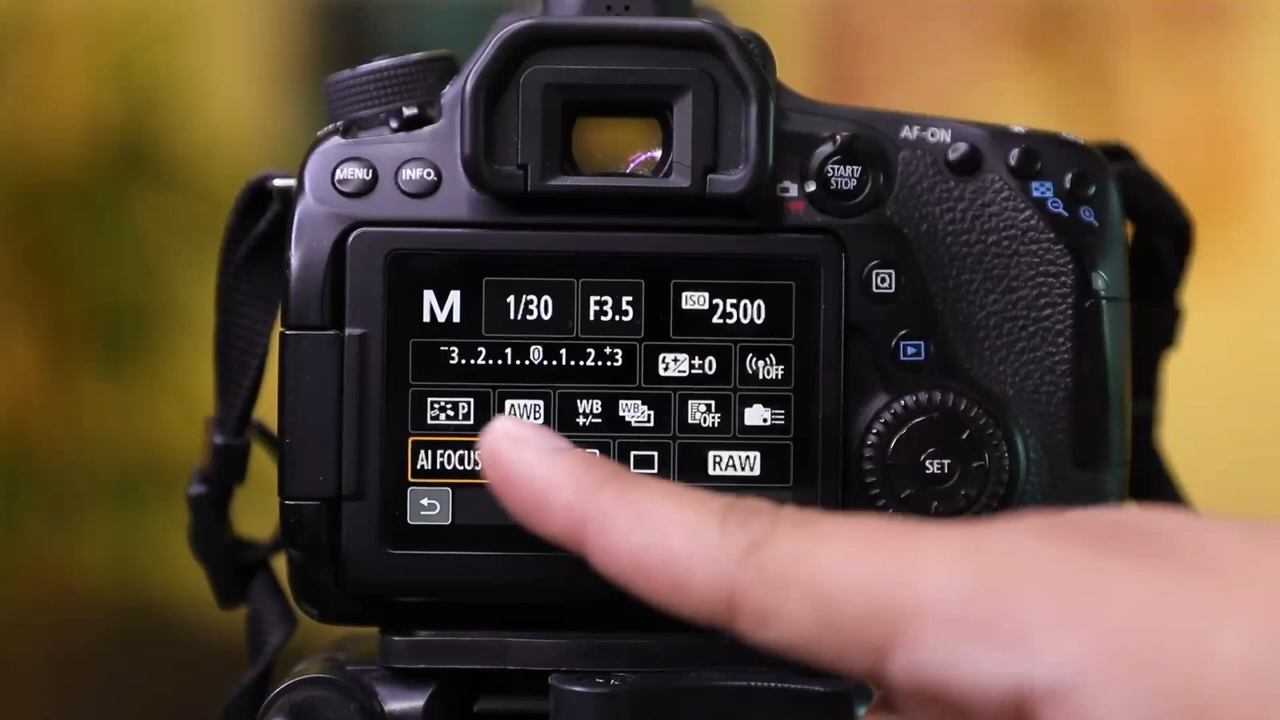 AF-ON
MENU
INFO.
START/
STOP
M
1/30
F3.5
ISO 2500
Q
-3..2..1..0..1..2.+3
±0
OFF
P
AWB
WB
+/-
WB
OFF
AI FOCUS
RAW
SET